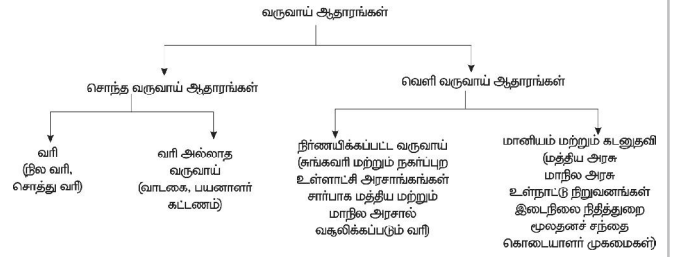 வருவாய் ஆதாரங்கள்
சொந்த வருவாய் ஆதாரங்கள்
வெளி வருவாய் ஆதாரங்கள்
வரி
(நில வரி,
சொத்து வரி)
வரி அல்லாத
வருவாய்
(வாடகை, பயனாளர்
கட்டணம்)
நிர்ணயிக்கப்பட்ட வருவாய்
(சுங்கவரி மற்றும் நகர்ப்புற
உள்ளாட்சி அரசாங்கங்கள்
சார்பாக மத்திய மற்றும்
மாநில அரசால்
வசூலிக்கப்படும் வரி)
மானியம் மற்றும் கடனுதவி
(மத்திய அரசு
மாநில அரசு
உள்நாட்டு நிறுவனங்கள்
இடைநிலை நிதித்துறை
மூலதனச் சந்தை
கொடையாளர் முகமைகள்)